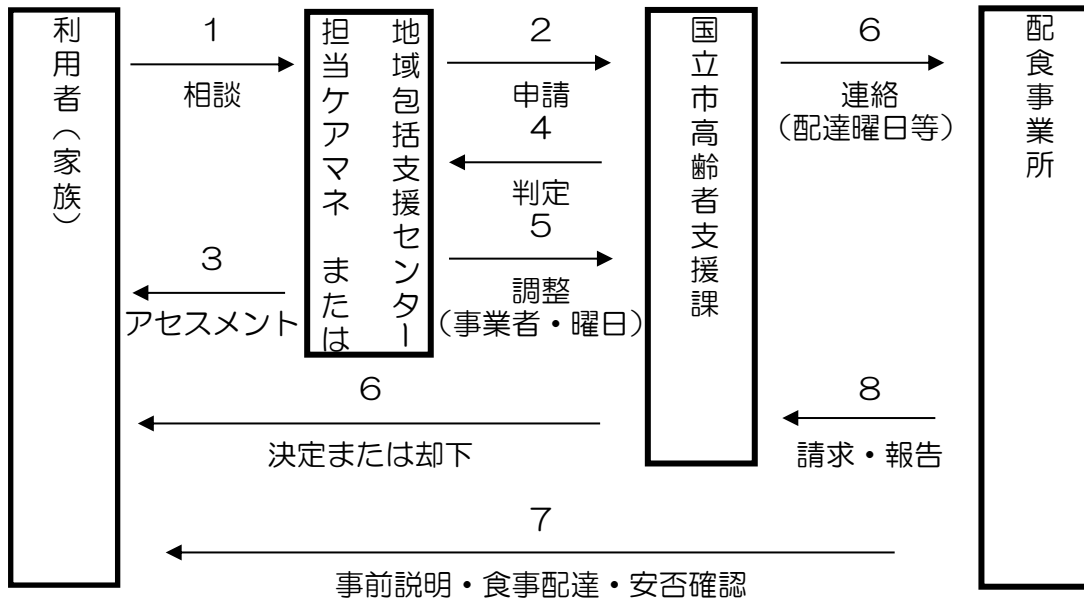 利用者（家族）
1
相談
3
アセスメント
地域包括支援センター
担当ケアマネ　または
2
申請
4
判定
5
調整
（事業者・曜日）
国立市高齢者支援課
6
連絡
（配達曜日等）
配食事業所
6
決定または却下
8
請求・報告
7
事前説明・食事配達・安否確認